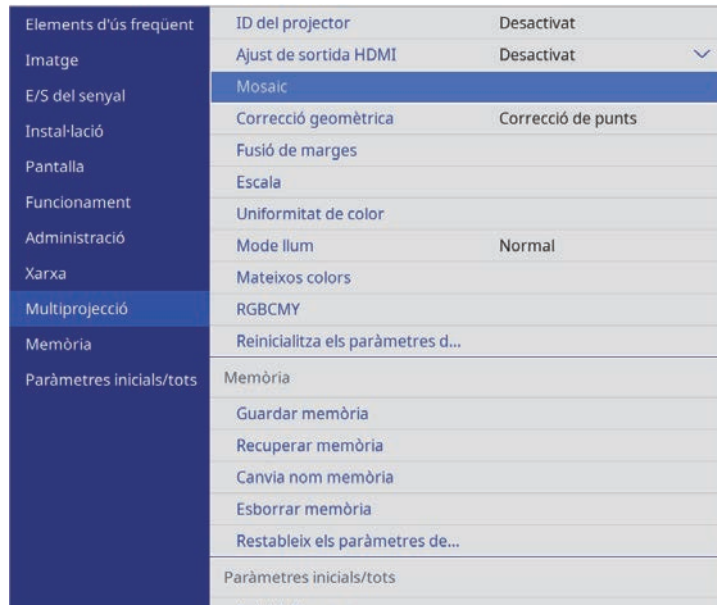 Elements d'ús freqüent
Imatge
E/S del senyal
Instal·lació
Pantalla
Funcionament
Administració
Xarxa
Multiprojecció
Memòria
Paràmetres inicials/tots
ID del projector Desactivat
Ajust de sortida HDMI Desactivat
Mosaic
Correcció geomètrica Correcció de punts
Fusió de marges
Escala
Uniformitat de color
Mode llum Normal
Mateixos colors
RGBCMY
Reinicialitza els paràmetres d...
Memòria
Guardar memòria
Recuperar memòria
Canvia nom memòria
Esborrar memòria
Restableix els paràmetres de...
Paràmetres inicials/tots